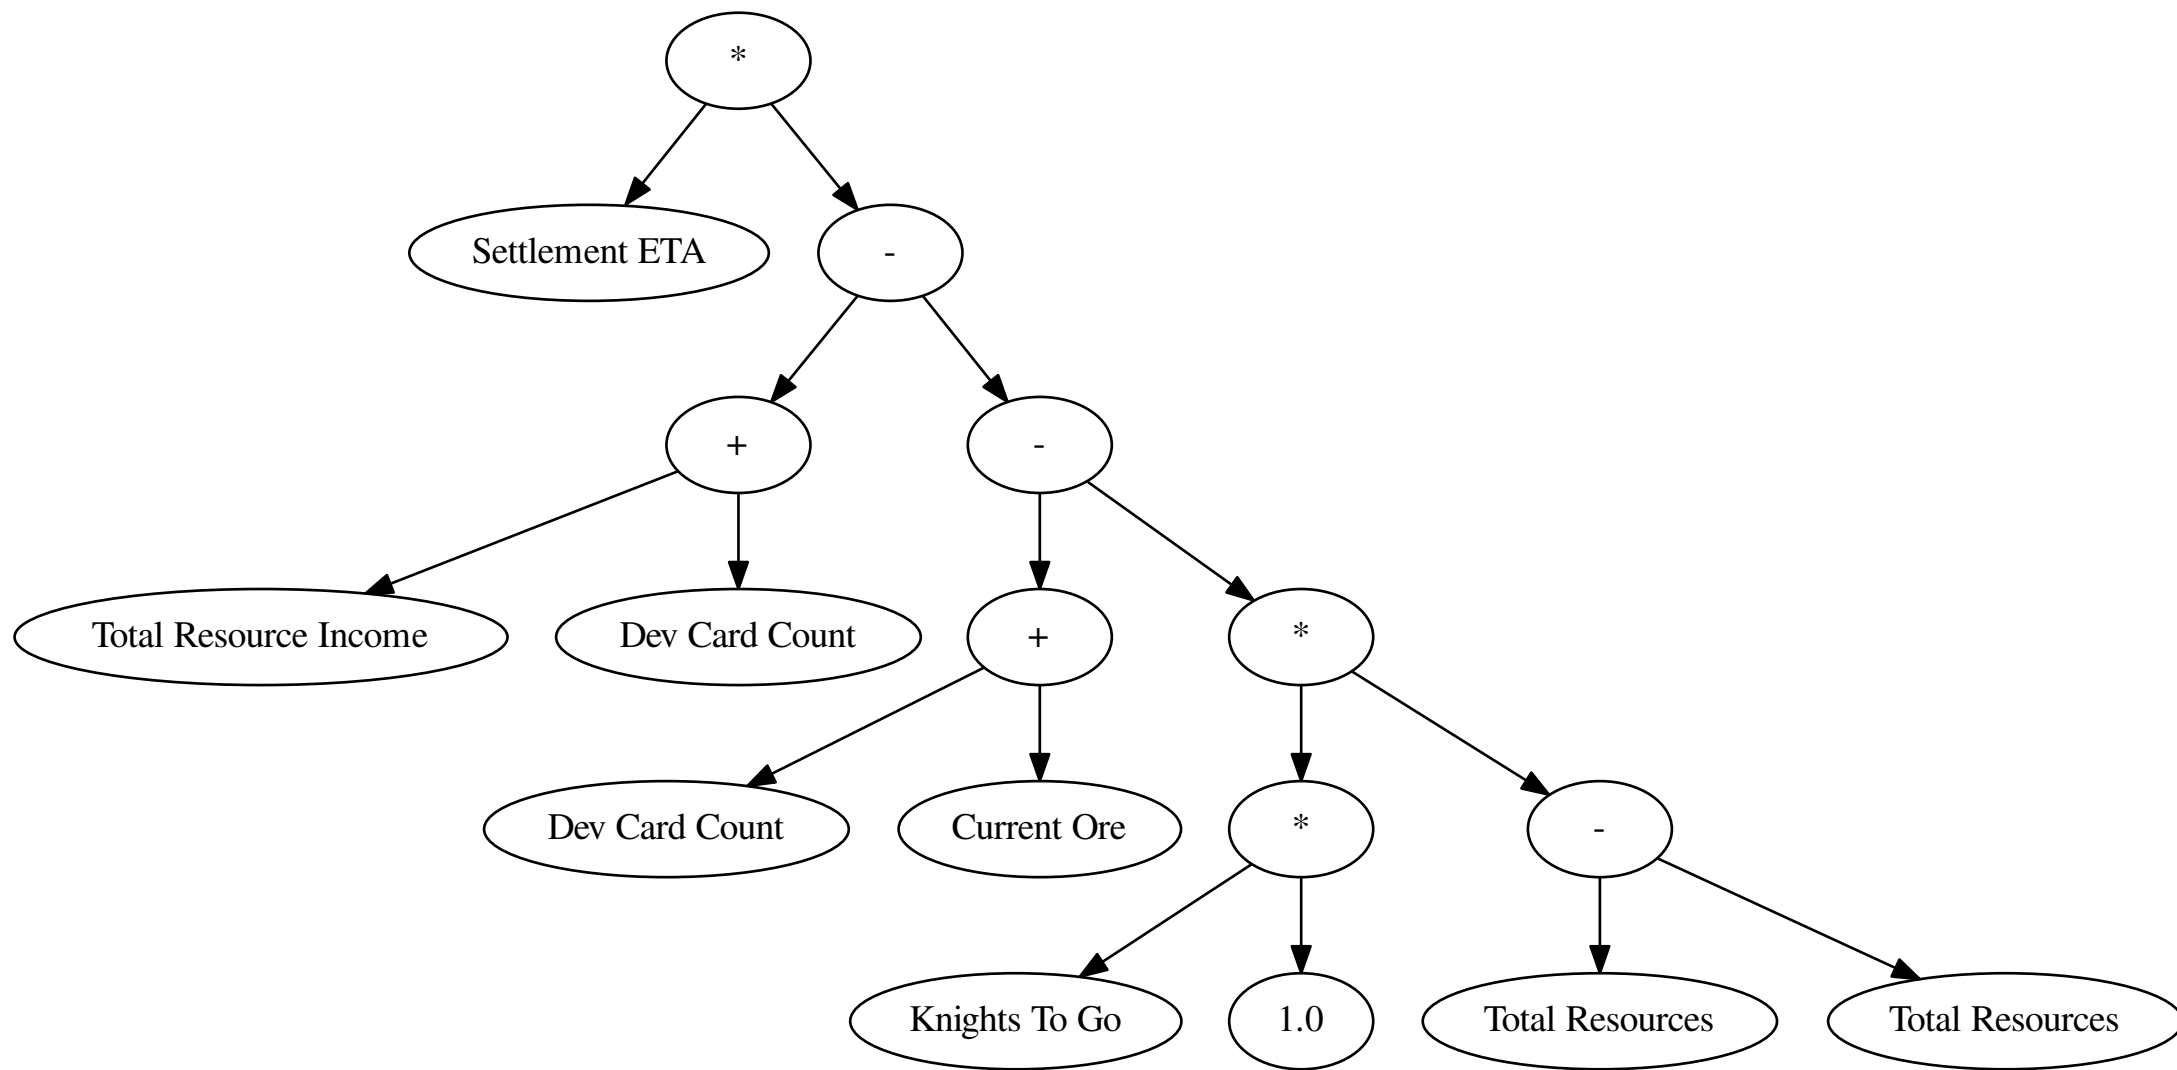 *
Settlement ETA
-
+
-
Total Resource Income
Dev Card Count
+
*
Dev Card Count
Current Ore
*
-
Knights To Go
1.0
Total Resources
Total Resources